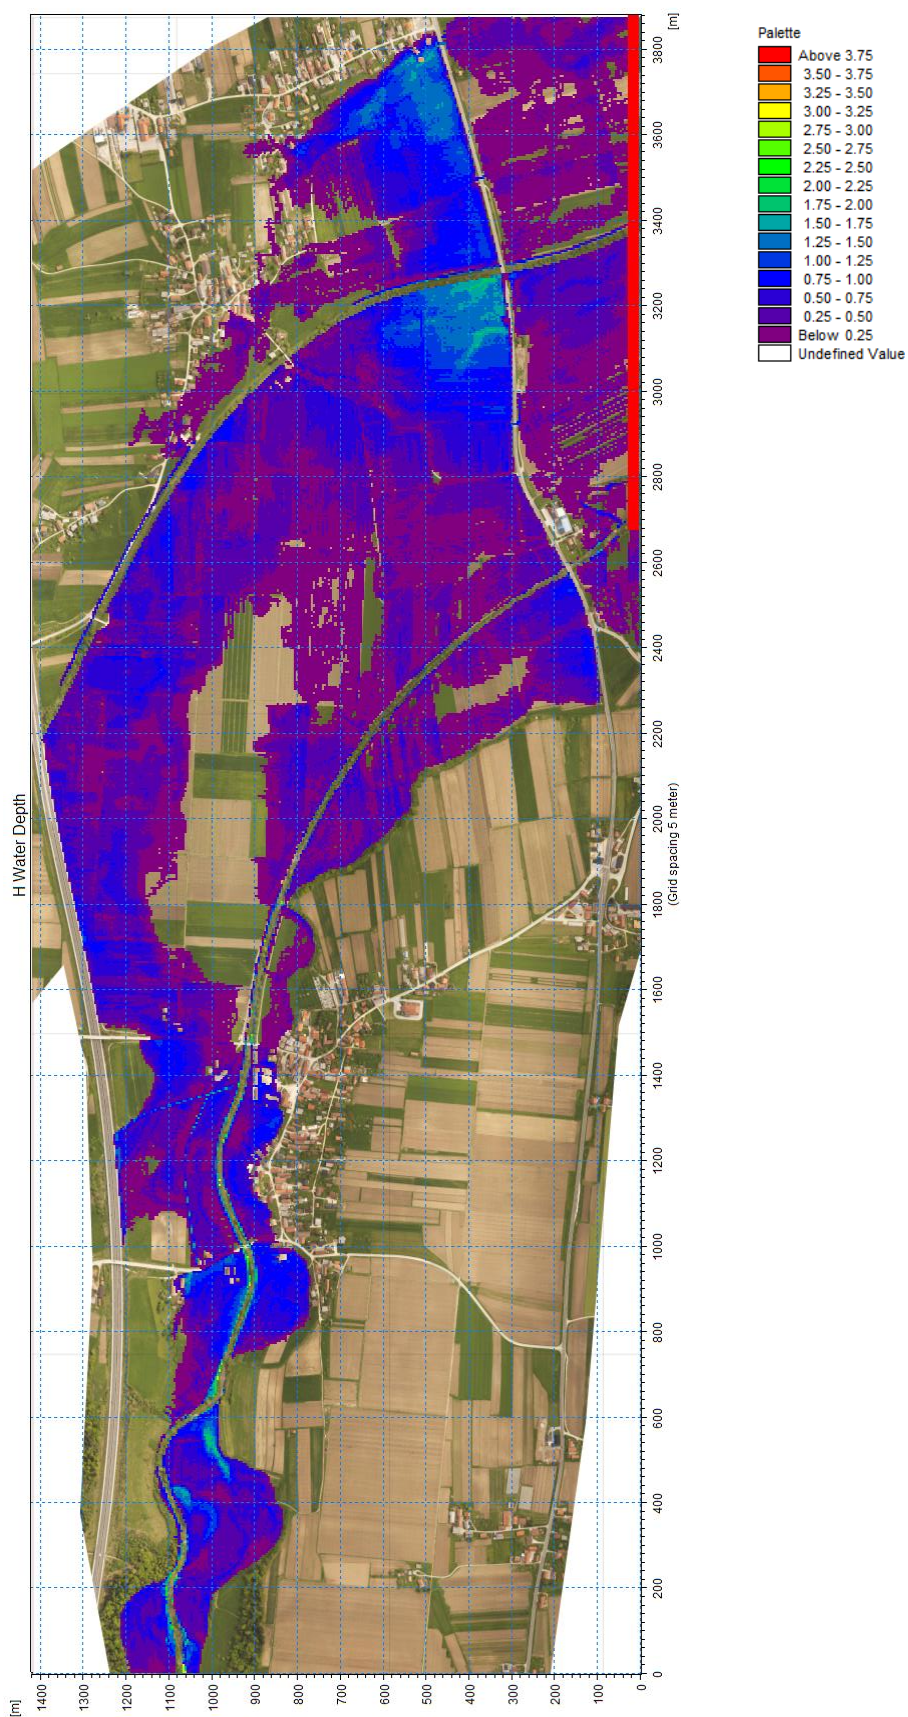 Palette
Above 3.75
3.50 - 3.75
3.25 - 3.50
3.00 - 3.25
2.75 - 3.00
2.50 - 2.75
2.25 - 2.50
2.00 - 2.25
1.75 - 2.00
1.50 - 1.75
1.25 - 1.50
1.00 - 1.25
0.75 - 1.00
0.50 - 0.75
0.25 - 0.50
Below 0.25
Undefined Value
H Water Depth
[m]
3800
3600
3400
3200
3000
2800
2600
2400
2200
2000
1800
1600
1400
1200
1000
800
600
400
200
0
(Grid spacing 5 meter)
[m]
1400
1300
1200
1100
1000
900
800
700
600
500
400
300
200
100
0